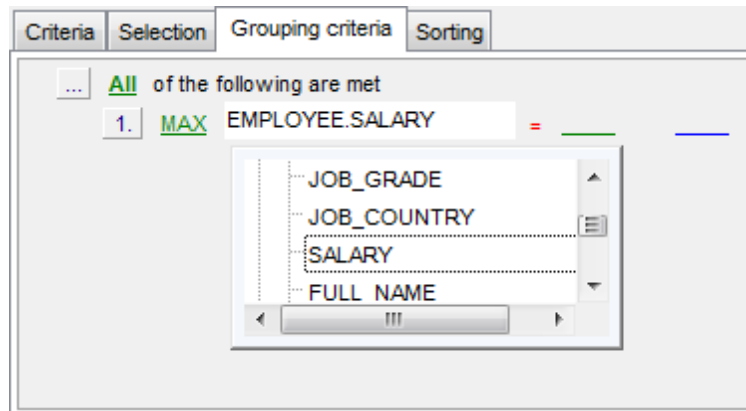 Criteria Selection Grouping criteria Sorting
... All of the following are met
1. MAX EMPLOYEE.SALARY =
JOB_GRADE
JOB_COUNTRY
SALARY
FULL_NAME